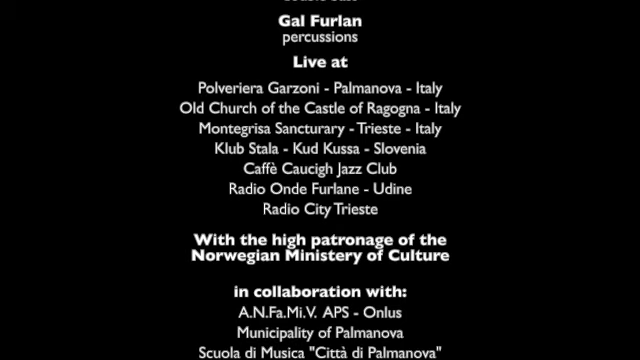 Gal Furlan
percussions
Live at
Polveriera Garzoni - Palmanova - Italy
Old Church of the Castle of Ragogna - Italy
Montegrisa Sancturary - Trieste - Italy
Klub Stala - Kud Kussa - Slovenia
Caffè Caucigh Jazz Club
Radio Onde Furlane - Udine
Radio City Trieste
With the high patronage of the
Norwegian Ministery of Culture
in collaboration with:
A.N.Fa.Mi.V. APS - Onlus
Municipality of Palmanova
Scuola di Musica "Città di Palmanova"